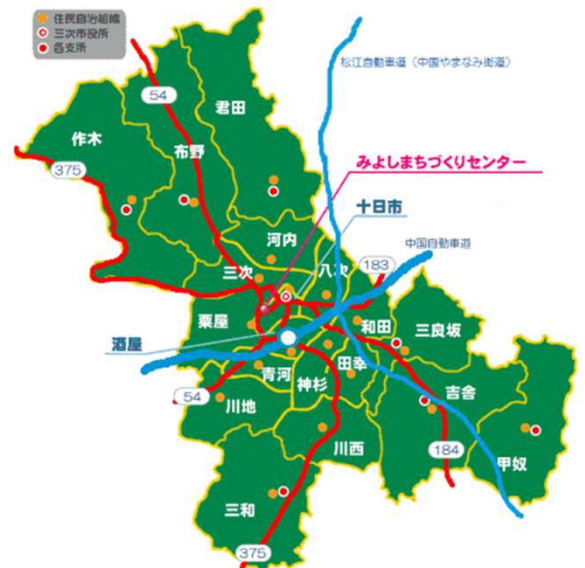 住民自治組織
三次市役所
各支所
松江自動車道（中国やまなみ街道）
54
君田
作木
布野
375
みよしまちづくりセンター
十日市
河内
中国自動車道
三次
八次
183
粟屋
和田
三良坂
酒屋
田幸
青河
神杉
吉舎
54
川地
川西
184
甲奴
三和
375